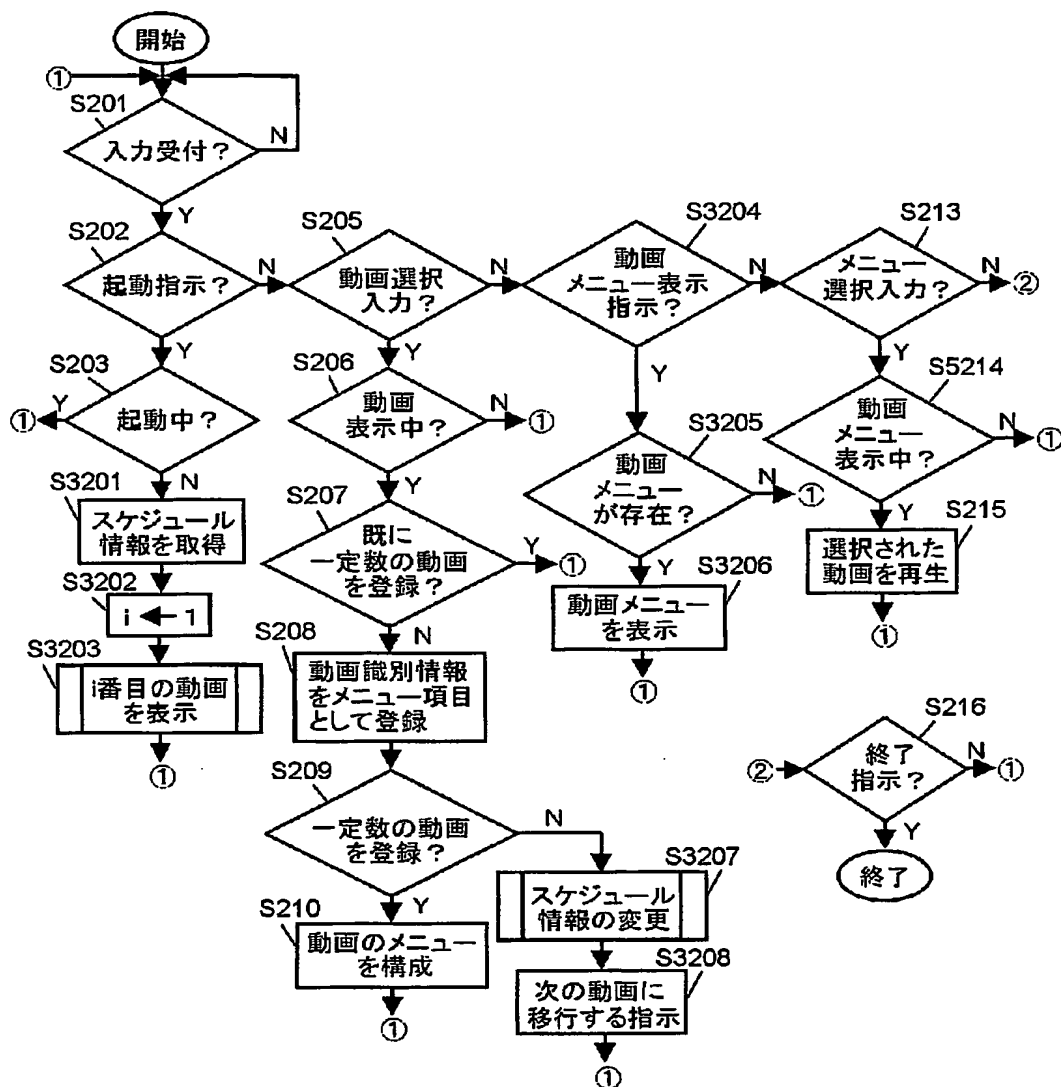 開始
①
S201
入力受付?
N
Y
S202
起動指示?
N
Y
S203
起動中?
Y
①
N
S3201
スケジュール
情報を取得
S3202
i ← 1
S3203
i番目の動画
を表示
①
S205
動画選択
入力?
N
Y
S206
動画
表示中?
N
①
Y
S207
既に
一定数の動画
を登録?
Y
①
N
S208
動画識別情報
をメニュー項目
として登録
S209
一定数の動画
を登録?
N
Y
S210
動画のメニュー
を構成
①
S3207
スケジュール
情報の変更
S3208
次の動画に
移行する指示
①
S3204
動画
メニュー表示
指示?
N
Y
S3205
動画
メニュー
が存在?
N
①
Y
S3206
動画メニュー
を表示
①
S213
メニュー
選択入力?
N
②
Y
S5214
動画
メニュー
表示中?
N
①
Y
S215
選択された
動画を再生
①
S216
②
終了
指示?
N
①
Y
終了